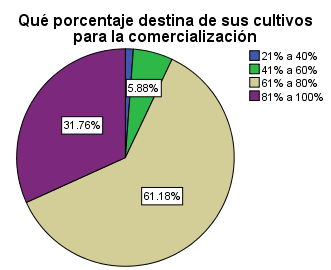 Qué porcentaje destina de sus cultivos
para la comercialización
21% a 40%
41% a 60%
61% a 80%
81% a 100%
5.88%
31.76%
61.18%